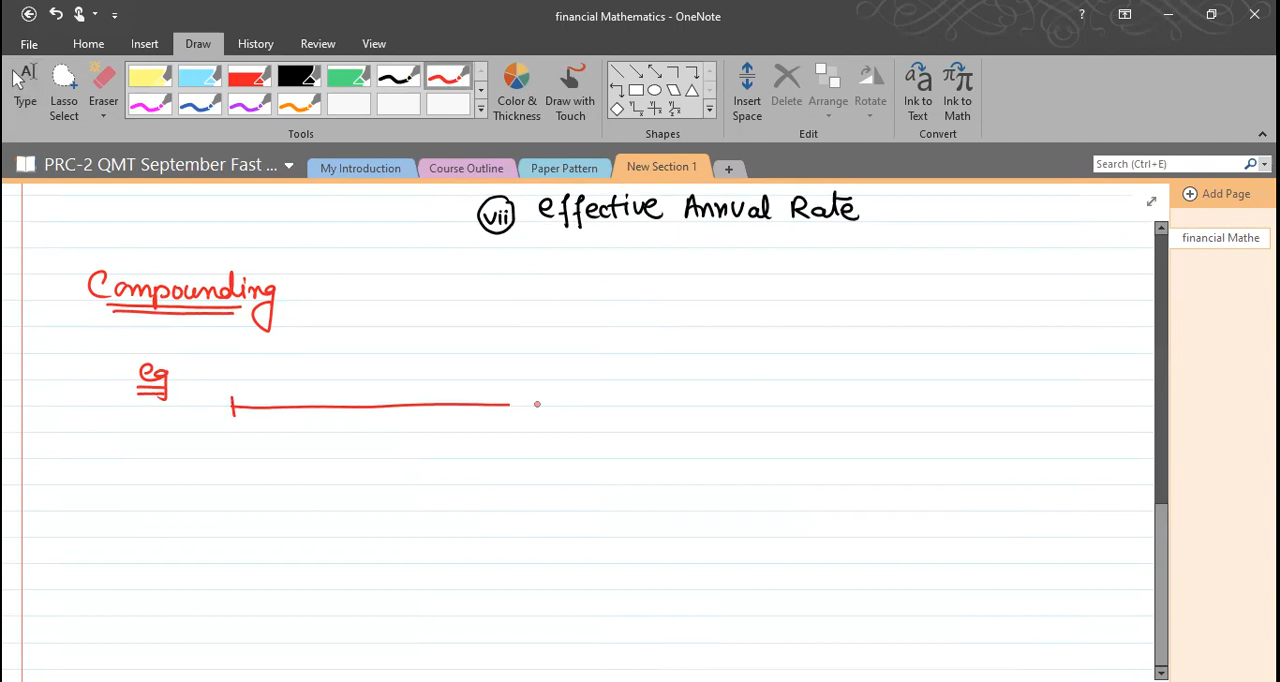 financial Mathematics - OneNote
?
File Home Insert Draw History Review View
Type Lasso Select Eraser Color & Thickness Draw with Touch Insert Space Delete Arrange Rotate Ink to Text Ink to Math
Tools Shapes Edit Convert
PRC-2 QMT September Fast ... My Introduction Course Outline Paper Pattern New Section 1 Search (Ctrl+E)
Add Page
financial Mathe
vii effective Annual Rate
Compounding
eg